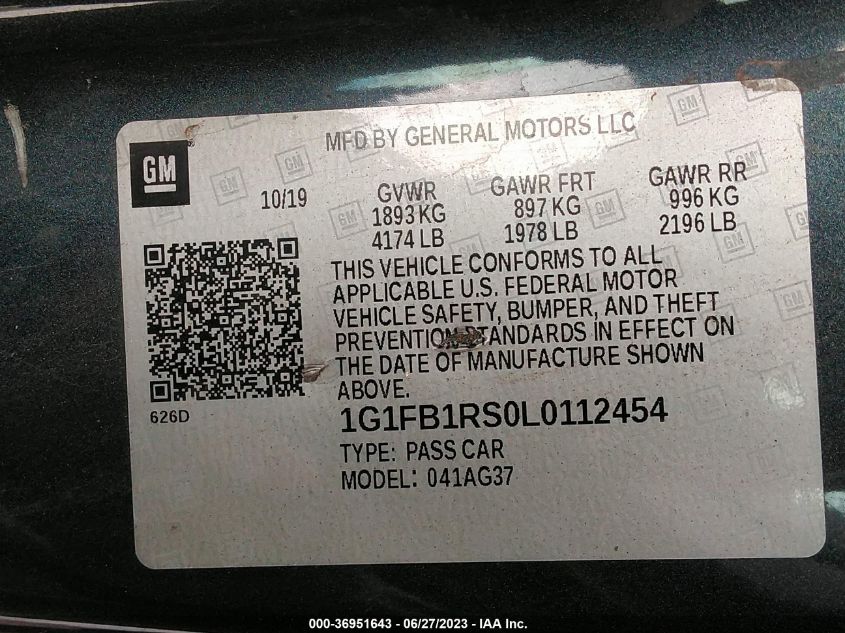 MFD BY GENERAL MOTORS LLC
GM
10/19
GVWR
1893 KG
4174 LB
GAWR FRT
897 KG
1978 LB
GAWR RR
996 KG
2196 LB
THIS VEHICLE CONFORMS TO ALL
APPLICABLE U.S. FEDERAL MOTOR
VEHICLE SAFETY, BUMPER, AND THEFT
PREVENTION STANDARDS IN EFFECT ON
THE DATE OF MANUFACTURE SHOWN
ABOVE.
626D
1G1FB1RS0L0112454
TYPE: PASS CAR
MODEL: 041AG37
000-36951643 - 06/27/2023 - IAA Inc.